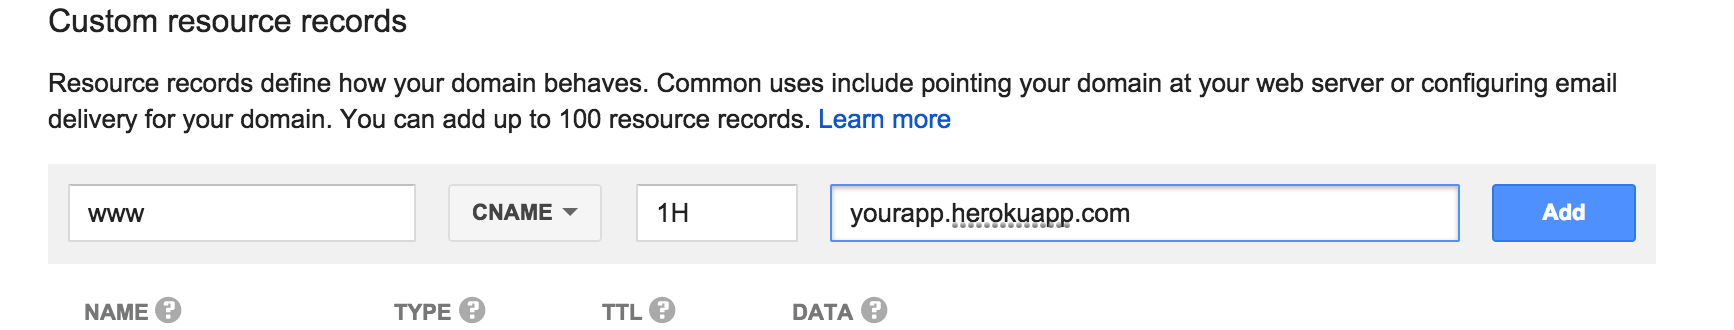 Custom resource records
Resource records define how your domain behaves. Common uses include pointing your domain at your web server or configuring email
delivery for your domain. You can add up to 100 resource records. Learn more
www CNAME 1H yourapp.herokuapp.com Add
NAME ? TYPE ? TTL ? DATA ?